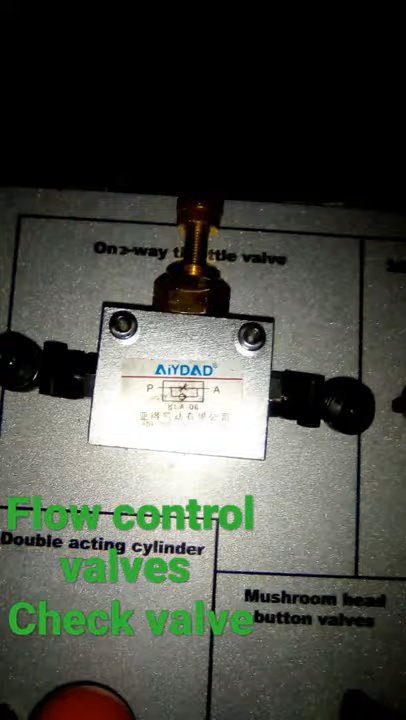 One-way throttle valve
AiYDAD®
P A
KLA-06
Flow control
Double acting cylinder
valves
Mushroom head
Check valve
button valves